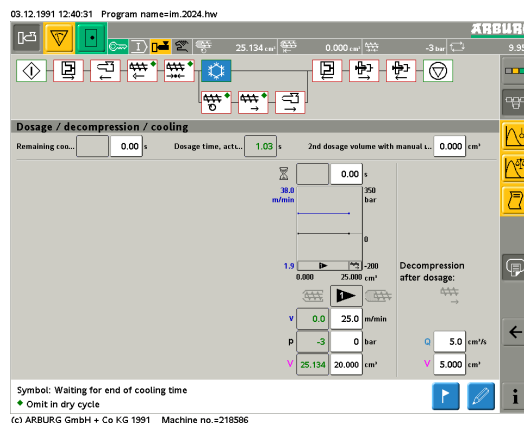 03.12.1991 12:40:31 Program name=im.2024.hw
ARBURG
25.134 cm³ 0.000 cm³ -3 bar 9.95
Dosage / decompression / cooling
Remaining coo... 0.00 s Dosage time, actu... 1.03 s 2nd dosage volume with manual ι... 0.000 cm³
0.00 s
38.0 350
m/min bar
0
1.9 -200
0.000 25.000 cm³
Decompression
after dosage:
1
v 0.0 25.0 m/min
p -3 0 bar Q 5.0 cm³/s
V 25.134 20.000 cm³ V 5.000 cm³
Symbol: Waiting for end of cooling time
Omit in dry cycle
(c) ARBURG GmbH + Co KG 1991 Machine no.=218586